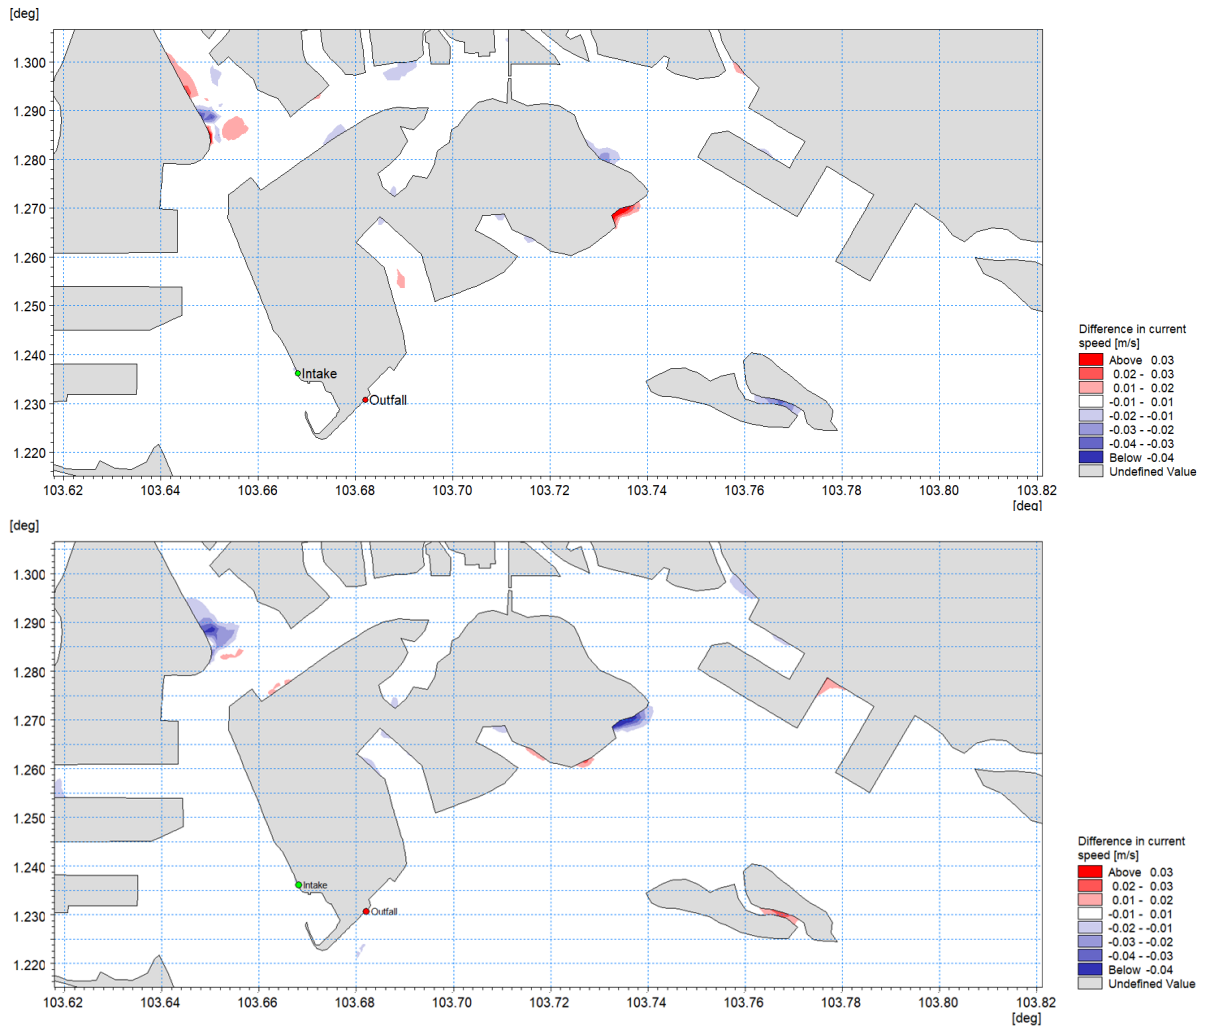 [deg]
1.300
1.290
1.280
1.270
1.260
1.250
1.240
1.230
1.220
Intake
Outfall
103.62 103.64 103.66 103.68 103.70 103.72 103.74 103.76 103.78 103.80 103.82
[deg]
Difference in current
speed [m/s]
Above 0.03
0.02 - 0.03
0.01 - 0.02
-0.01 - 0.01
-0.02 - -0.01
-0.03 - -0.02
-0.04 - -0.03
Below -0.04
Undefined Value
[deg]
1.300
1.290
1.280
1.270
1.260
1.250
1.240
1.230
1.220
Intake
Outfall
103.62 103.64 103.66 103.68 103.70 103.72 103.74 103.76 103.78 103.80 103.82
[deg]
Difference in current
speed [m/s]
Above 0.03
0.02 - 0.03
0.01 - 0.02
-0.01 - 0.01
-0.02 - -0.01
-0.03 - -0.02
-0.04 - -0.03
Below -0.04
Undefined Value